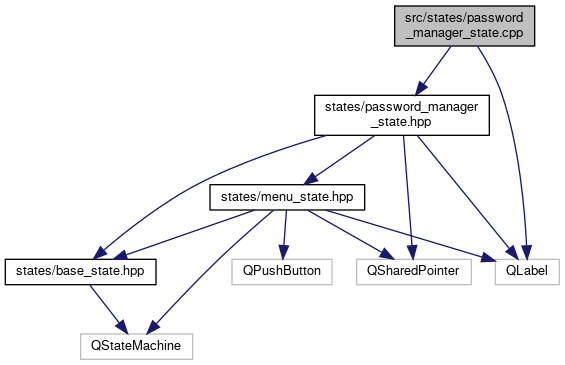 src/states/password
_manager_state.cpp
states/password_manager
_state.hpp
states/menu_state.hpp
states/base_state.hpp
QPushButton
QSharedPointer
QLabel
QStateMachine